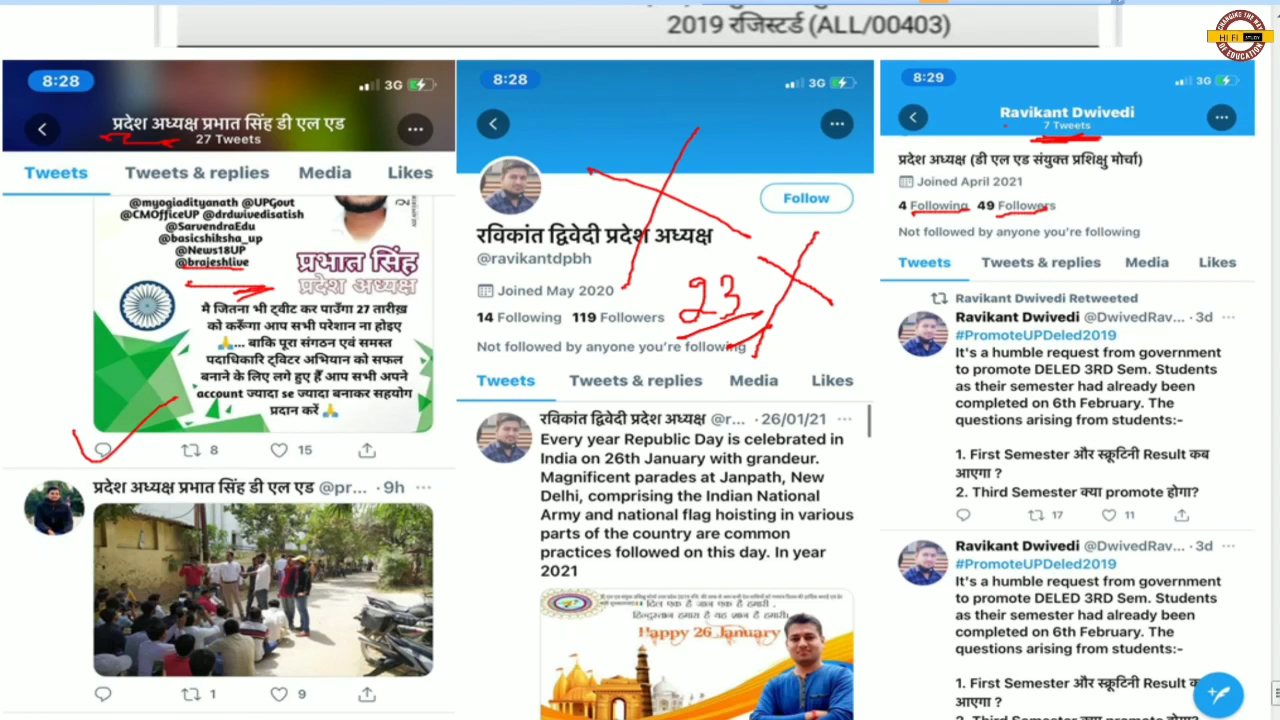 2019 रजिस्टर्ड (ALL/00403)
CHANGING THE WAY
HI FI STUDY
OF EDUCATION
8:28
3G
प्रदेश अध्यक्ष प्रभात सिंह डी एल एड
27 Tweets
Tweets Tweets & replies Media Likes
@myogiadityanath @UPGovt
@CMOfficeUP @drdwivedisatish
@SarvendraEdu
@basicshiksha_up
@News18UP
@brajeshlive
प्रभात सिंह
प्रदेश अध्यक्ष
मै जितना भी ट्वीट कर पाउँगा 27 तारीख़
को करूँगा आप सभी परेशान ना होइए
🙏... बाकि पूरा संगठन एवं समस्त
पदाधिकारि ट्विटर अभियान को सफल
बनाने के लिए लगे हुए हैं आप सभी अपने
account ज्यादा se ज्यादा बनाकर सहयोग
प्रदान करें 🙏
8 15
प्रदेश अध्यक्ष प्रभात सिंह डी एल एड @pr... · 9h
1 9
8:28
3G
Follow
रविकांत द्विवेदी प्रदेश अध्यक्ष
@ravikantdpbh
Joined May 2020
23
14 Following 119 Followers
Not followed by anyone you're following
Tweets Tweets & replies Media Likes
रविकांत द्विवेदी प्रदेश अध्यक्ष @r... · 26/01/21
Every year Republic Day is celebrated in
India on 26th January with grandeur.
Magnificent parades at Janpath, New
Delhi, comprising the Indian National
Army and national flag hoisting in various
parts of the country are common
practices followed on this day. In year
2021
दिल एक है जान एक है हमारी ,
हिन्दुस्तान हमारा है यह शान है हमारी।
Happy 26 January
8:29
3G
Ravikant Dwivedi
7 Tweets
प्रदेश अध्यक्ष (डी एल एड संयुक्त प्रशिक्षु मोर्चा)
Joined April 2021
4 Following 49 Followers
Not followed by anyone you're following
Tweets Tweets & replies Media Likes
Ravikant Dwivedi Retweeted
Ravikant Dwivedi @DwivedRav... · 3d
#PromoteUPDeled2019
It's a humble request from government
to promote DELED 3RD Sem. Students
as their semester had already been
completed on 6th February. The
questions arising from students:-
1. First Semester और स्क्रूटिनी Result कब
आएगा ?
2. Third Semester क्या promote होगा?
17 11
Ravikant Dwivedi @DwivedRav... · 3d
#PromoteUPDeled2019
It's a humble request from government
to promote DELED 3RD Sem. Students
as their semester had already been
completed on 6th February. The
questions arising from students:-
1. First Semester और स्क्रूटिनी Result
आएगा ?